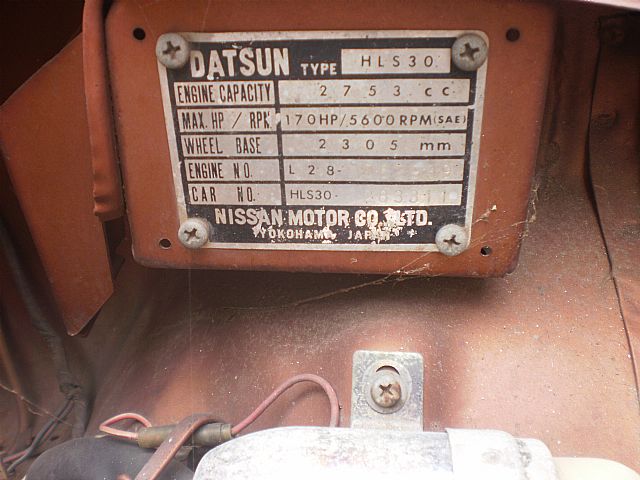 DATSUN TYPE HLS30
ENGINE CAPACITY 2753 cc
MAX. HP / RPM 170HP/5600RPM (SAE)
WHEEL BASE 2305 mm
ENGINE NO. L28-
CAR NO. HLS30-
NISSAN MOTOR CO., LTD.
YOKOHAMA, JAPAN